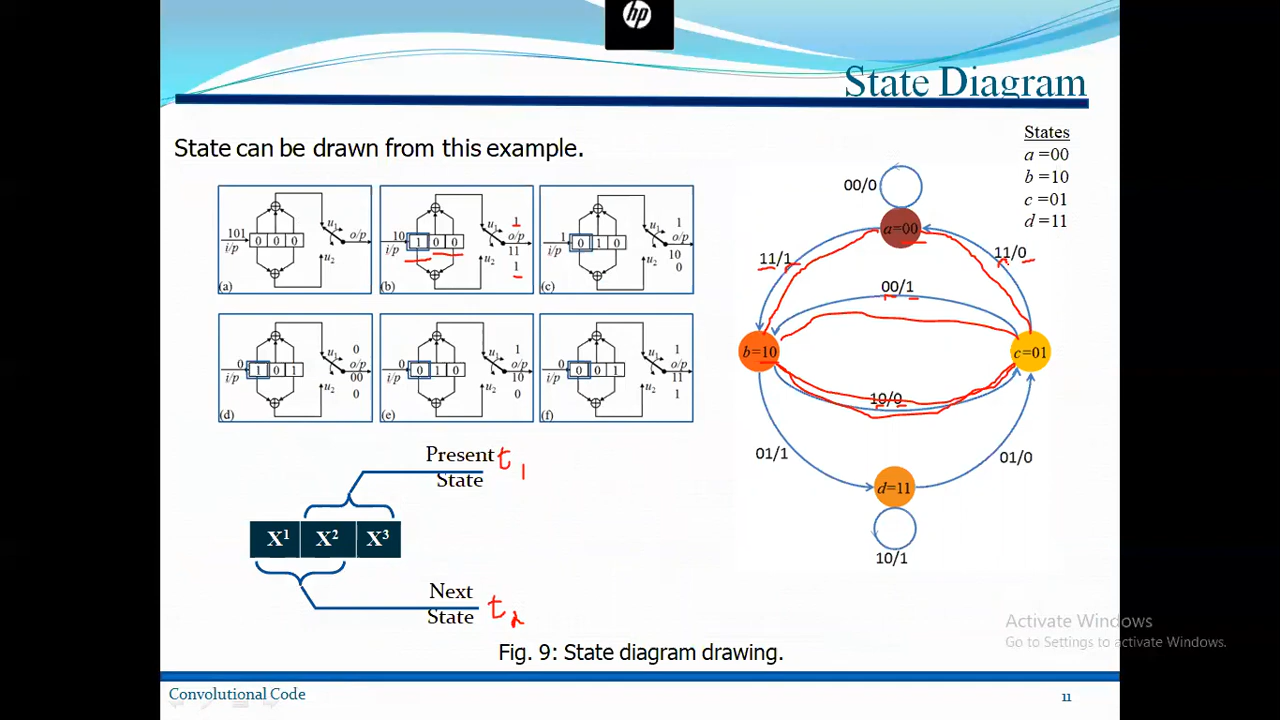 hp
State Diagram
State can be drawn from this example.
States
a =00
b =10
c =01
d =11
101
i/p
0 0 0
u1
o/p
u2
(a)
10
i/p
1 0 0
u1
1
o/p
11
u2
1
(b)
1
i/p
0 1 0
u1
1
o/p
10
u2
0
(c)
0
i/p
1 0 1
u1
0
o/p
00
u2
0
(d)
0
i/p
0 1 0
u1
1
o/p
10
u2
0
(e)
0
i/p
0 0 1
u1
1
o/p
11
u2
1
(f)
00/0
a=00
11/1
11/0
00/1
b=10
c=01
10/0
01/1
01/0
d=11
10/1
Present t1
State
X1 X2 X3
Next
State
t2
Activate Windows
Go to Settings to activate Windows.
Fig. 9: State diagram drawing.
Convolutional Code
11